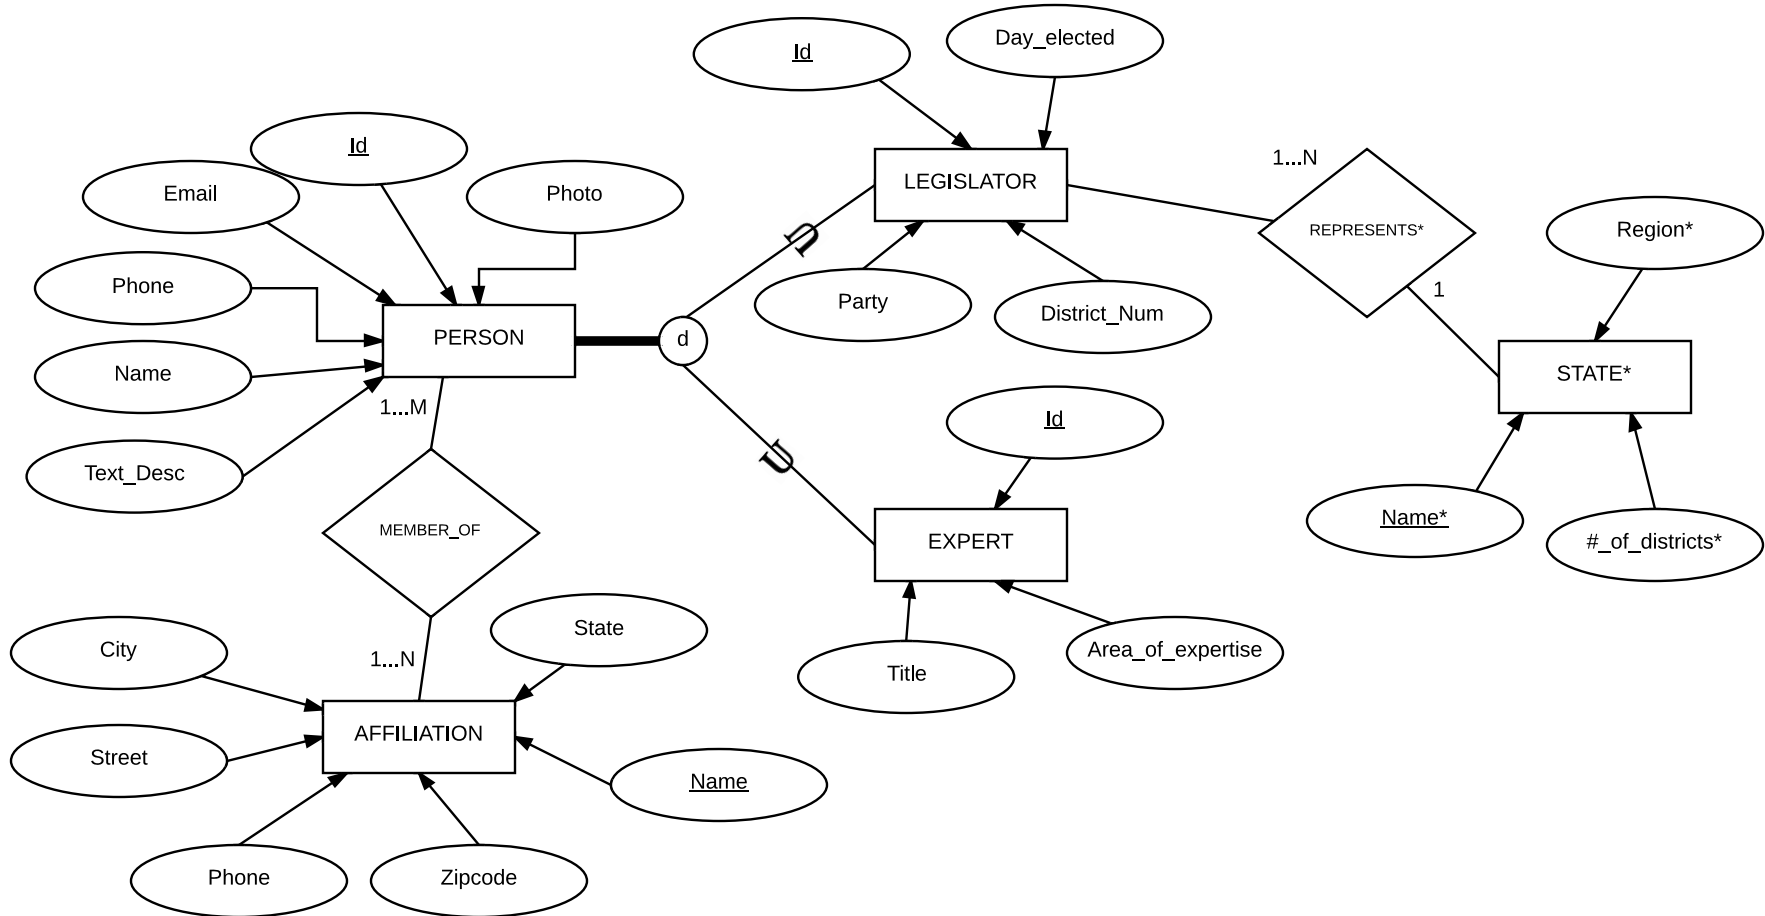 Id
Day_elected
Id
Email
Photo
LEGISLATOR
1...N
REPRESENTS*
Region*
Phone
Party
District_Num
1
PERSON
d
Name
STATE*
1...M
Id
Text_Desc
Name*
#_of_districts*
MEMBER_OF
EXPERT
City
1...N
State
Title
Area_of_expertise
AFFILIATION
Street
Name
Phone
Zipcode